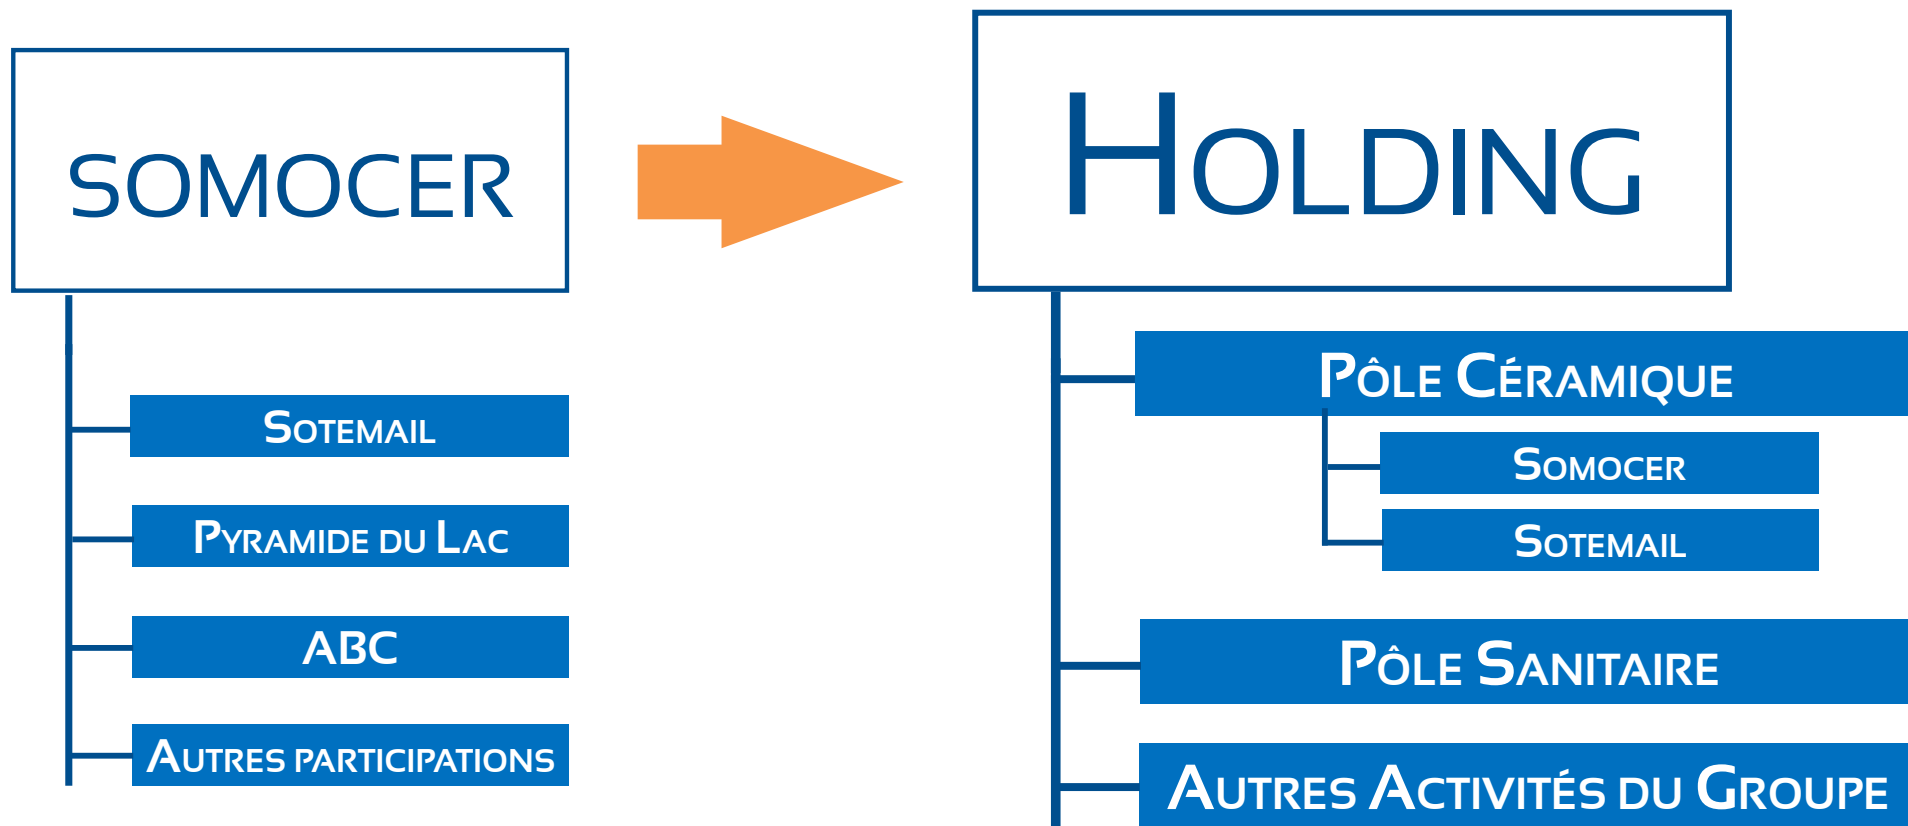 SOMOCER
Sotemail
Pyramide du Lac
ABC
Autres participations
Holding
Pôle Céramique
Somocer
Sotemail
Pôle Sanitaire
Autres Activités du Groupe